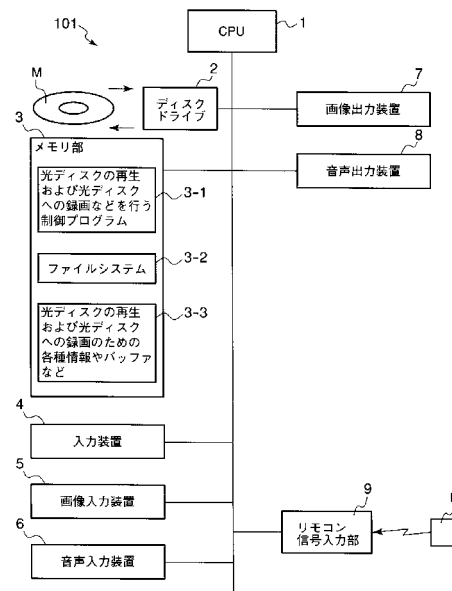 101
CPU
1
M
2
ディスク
ドライブ
7
画像出力装置
8
音声出力装置
3
メモリ部
光ディスクの再生
および光ディスク
への録画などを行う
制御プログラム
3-1
ファイルシステム
3-2
光ディスクの再生
および光ディスク
への録画のための
各種情報やバッファ
など
3-3
4
入力装置
5
画像入力装置
6
音声入力装置
9
リモコン
信号入力部